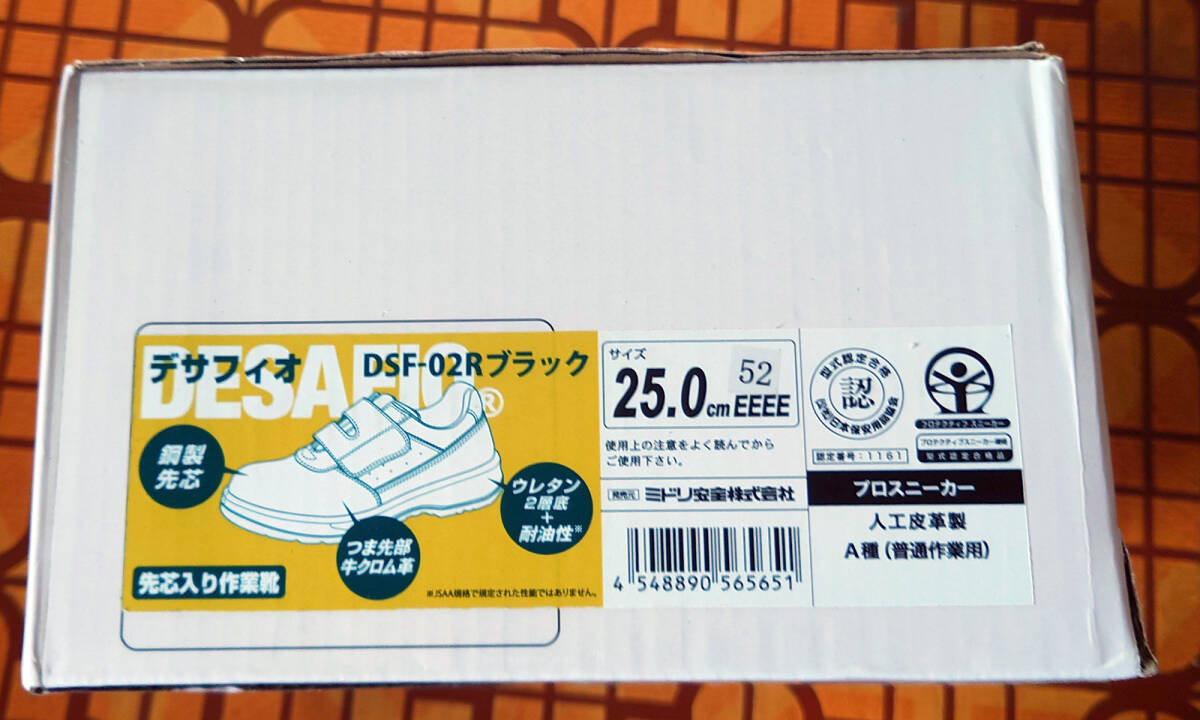 デサフィオ
DESAFIO®
DSF-02Rブラック
鋼製
先芯
つま先部
牛クロム革
ウレタン
2層底
+
耐油性※
先芯入り作業靴
※JSAA規格で規定された性能ではありません。
サイズ
52
25.0cm EEEE
使用上の注意をよく読んでから
ご使用下さい。
発売元 ミドリ安全株式会社
4 548890 565651
型式認定合格
認
(公社)日本保安用品協会
認定番号:1161
プロテクティブ スニーカー
プロテクティブスニーカー規格
型式認定合格品
プロスニーカー
人工皮革製
A種(普通作業用)